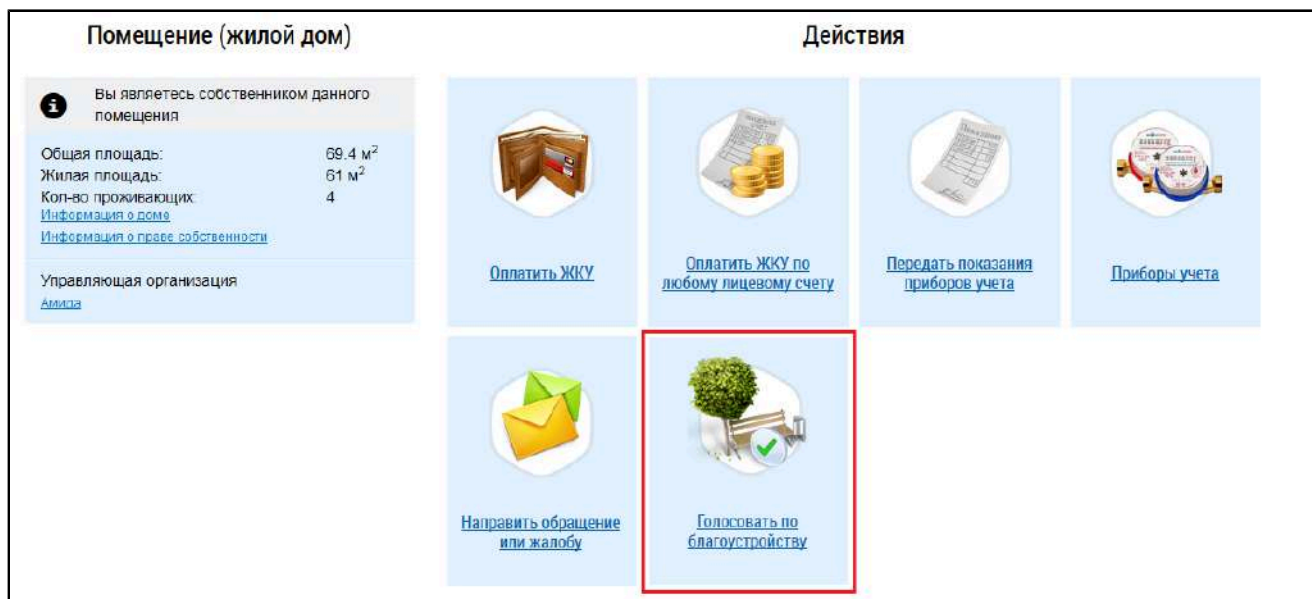 Помещение (жилой дом)
Вы являетесь собственником данного
помещения
Общая площадь: 69.4 м²
Жилая площадь: 61 м²
Кол-во проживающих: 4
Информация о доме
Информация о праве собственности
Управляющая организация
Амида
Действия
Оплатить ЖКУ
Оплатить ЖКУ по
любому лицевому счету
Передать показания
приборов учета
Приборы учета
Направить обращение
или жалобу
Голосовать по
благоустройству